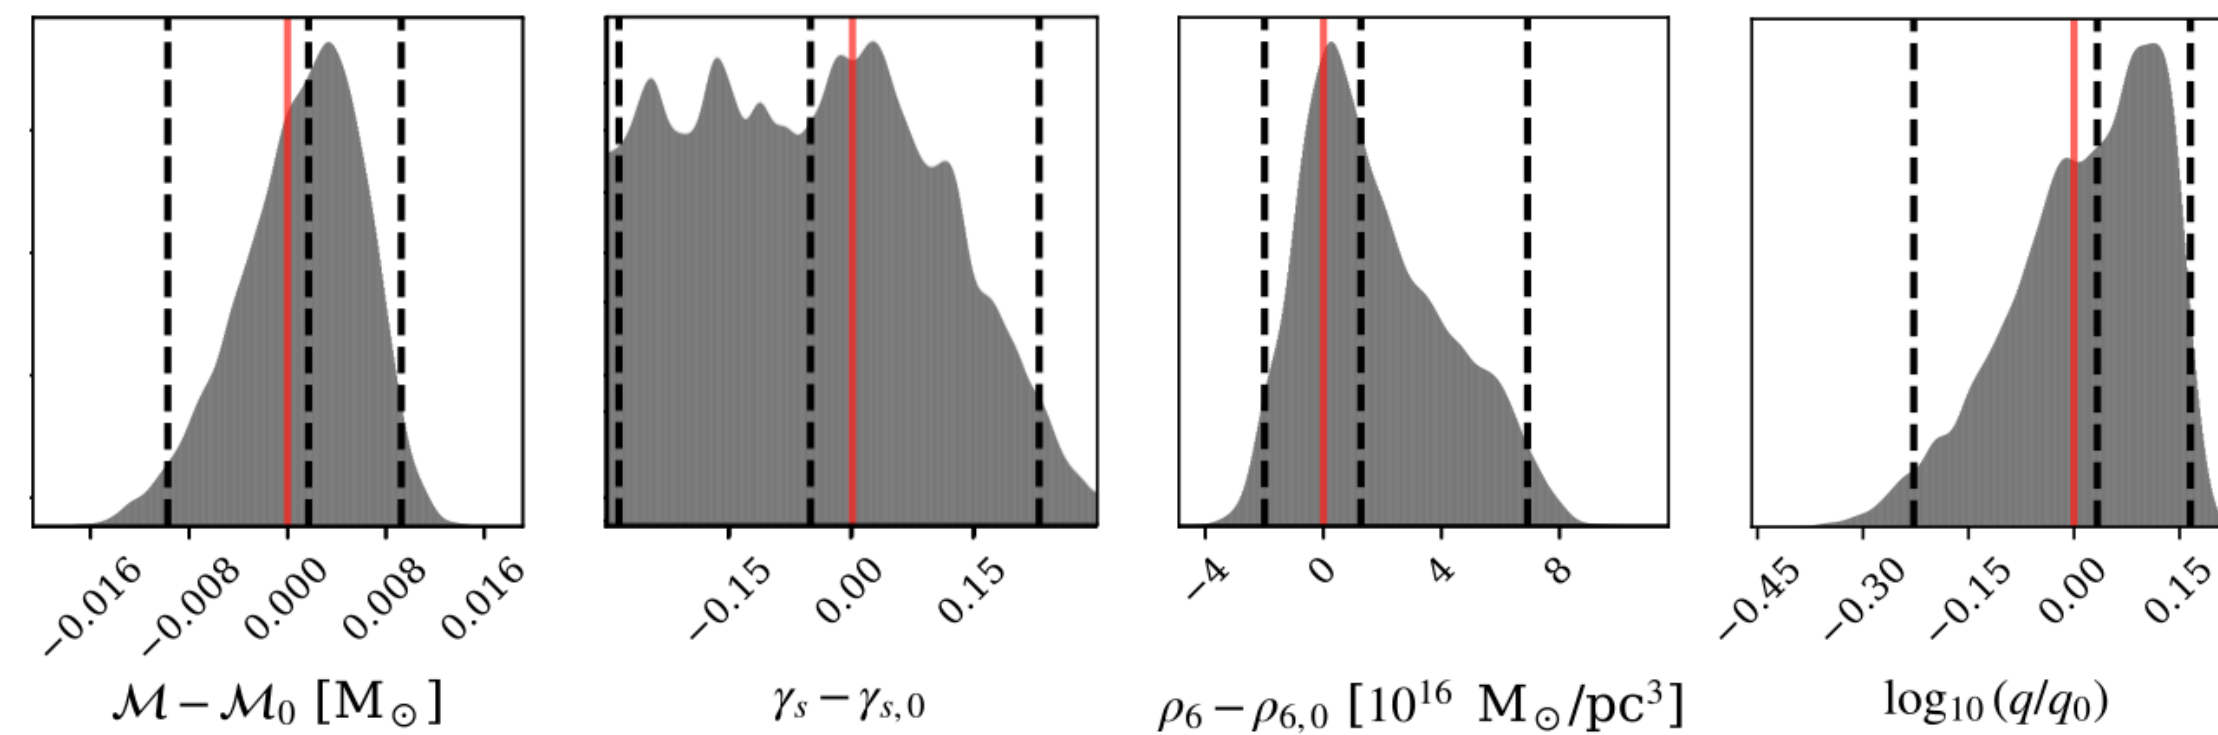 −0.016 −0.008 0.000 0.008 0.016
ℳ − ℳ₀ [M⊙]
−0.15 0.00 0.15
γₛ − γₛ,₀
−4 0 4 8
ρ₆ − ρ₆,₀ [10¹⁶ M⊙/pc³]
−0.45 −0.30 −0.15 0.00 0.15
log₁₀(q/q₀)